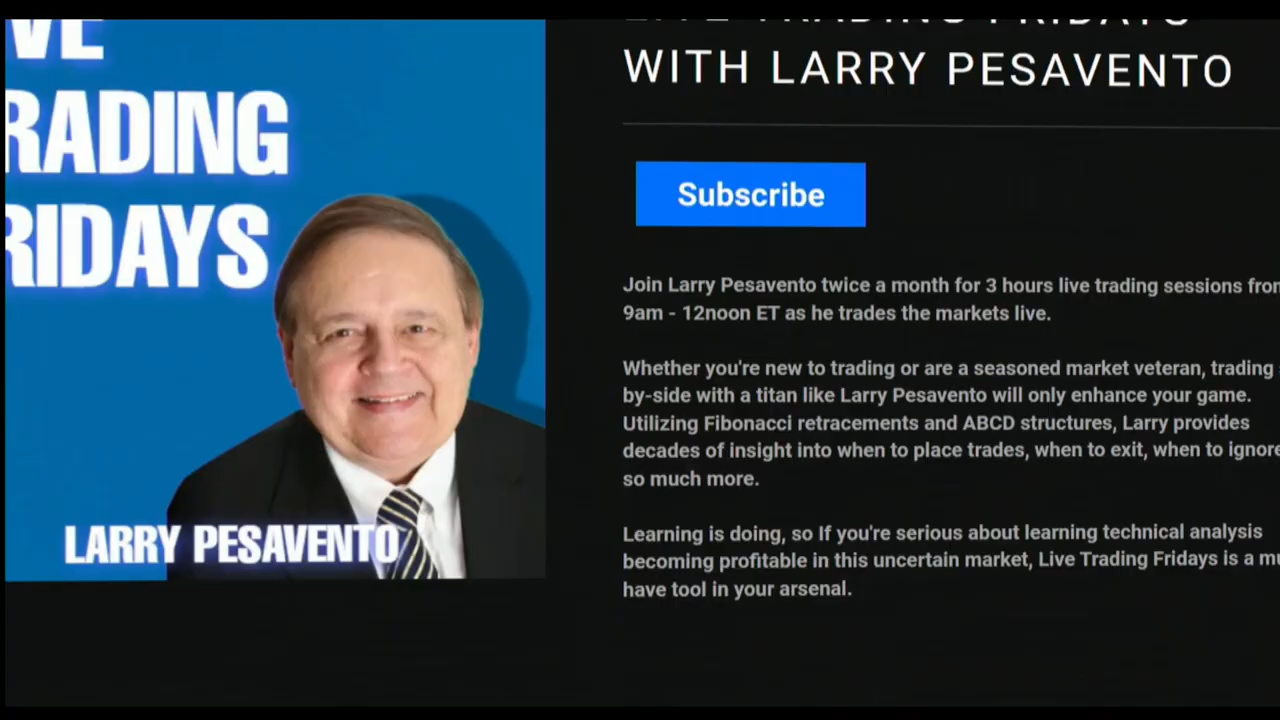 VE
RADING
RIDAYS
LARRY PESAVENTO
LIVE TRADING FRIDAYS
WITH LARRY PESAVENTO
Subscribe
Join Larry Pesavento twice a month for 3 hours live trading sessions from
9am - 12noon ET as he trades the markets live.
Whether you're new to trading or are a seasoned market veteran, trading
by-side with a titan like Larry Pesavento will only enhance your game.
Utilizing Fibonacci retracements and ABCD structures, Larry provides
decades of insight into when to place trades, when to exit, when to ignore
so much more.
Learning is doing, so If you're serious about learning technical analysis
becoming profitable in this uncertain market, Live Trading Fridays is a mu
have tool in your arsenal.